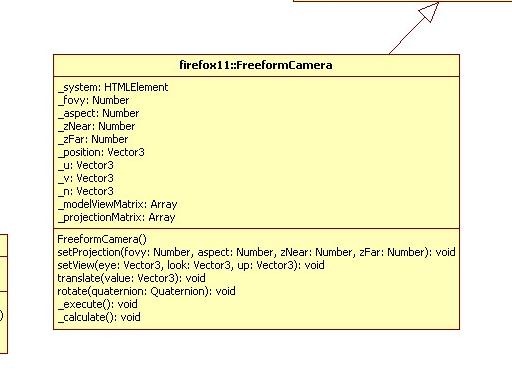 firefox11::FreeformCamera
_system: HTMLElement
_fovy: Number
_aspect: Number
_zNear: Number
_zFar: Number
_position: Vector3
_u: Vector3
_v: Vector3
_n: Vector3
_modelViewMatrix: Array
_projectionMatrix: Array
FreeformCamera()
setProjection(fovy: Number, aspect: Number, zNear: Number, zFar: Number): void
setView(eye: Vector3, look: Vector3, up: Vector3): void
translate(value: Vector3): void
rotate(quaternion: Quaternion): void
_execute(): void
_calculate(): void
)